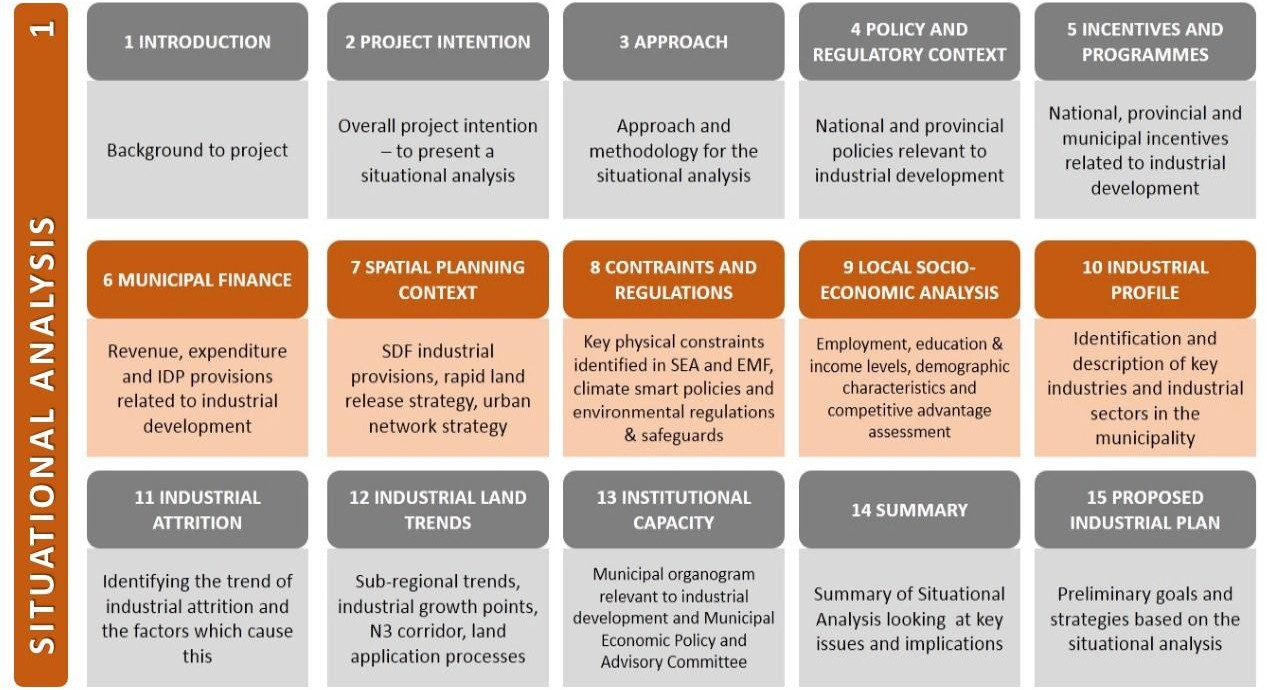 SITUATIONAL ANALYSIS 1
1 INTRODUCTION
Background to project
2 PROJECT INTENTION
Overall project intention
– to present a
situational analysis
3 APPROACH
Approach and
methodology for the
situational analysis
4 POLICY AND
REGULATORY CONTEXT
National and provincial
policies relevant to
industrial development
5 INCENTIVES AND
PROGRAMMES
National, provincial and
municipal incentives
related to industrial
development
6 MUNICIPAL FINANCE
Revenue, expenditure
and IDP provisions
related to industrial
development
7 SPATIAL PLANNING
CONTEXT
SDF industrial
provisions, rapid land
release strategy, urban
network strategy
8 CONTRAINTS AND
REGULATIONS
Key physical constraints
identified in SEA and EMF,
climate smart policies and
environmental regulations
& safeguards
9 LOCAL SOCIO-
ECONOMIC ANALYSIS
Employment, education &
income levels, demographic
characteristics and
competitive advantage
assessment
10 INDUSTRIAL
PROFILE
Identification and
description of key
industries and industrial
sectors in the
municipality
11 INDUSTRIAL
ATTRITION
Identifying the trend of
industrial attrition and
the factors which cause
this
12 INDUSTRIAL LAND
TRENDS
Sub-regional trends,
industrial growth points,
N3 corridor, land
application processes
13 INSTITUTIONAL
CAPACITY
Municipal organogram
relevant to industrial
development and Municipal
Economic Policy and
Advisory Committee
14 SUMMARY
Summary of Situational
Analysis looking at key
issues and implications
15 PROPOSED
INDUSTRIAL PLAN
Preliminary goals and
strategies based on the
situational analysis